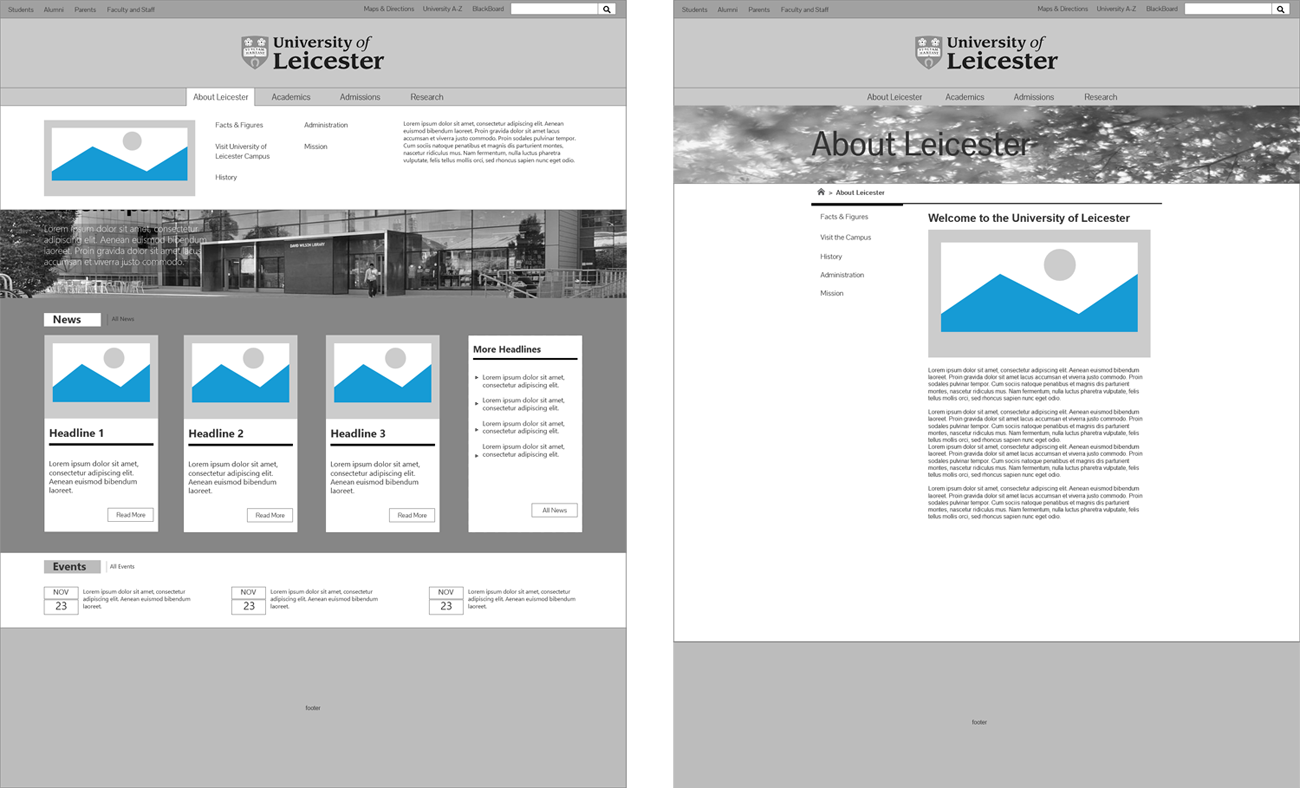 Students Alumni Parents Faculty and Staff Maps & Directions University A-Z BlackBoard
University of
Leicester
About Leicester Academics Admissions Research
Facts & Figures
Visit University of
Leicester Campus
History
Administration
Mission
Lorem ipsum dolor sit amet, consectetur adipiscing elit. Aenean
euismod bibendum laoreet. Proin gravida dolor sit amet lacus
accumsan et viverra justo commodo. Proin sodales pulvinar tempor.
Cum sociis natoque penatibus et magnis dis parturient montes,
nascetur ridiculus mus. Nam fermentum, nulla luctus pharetra
vulputate, felis tellus mollis orci, sed rhoncus sapien nunc eget odio.
Lorem ipsum dolor sit amet, consectetur
adipiscing elit. Aenean euismod bibendum
laoreet. Proin gravida dolor sit amet lacus
accumsan et viverra justo commodo.
DAVID WILSON LIBRARY
News All News
Headline 1
Lorem ipsum dolor sit amet,
consectetur adipiscing elit.
Aenean euismod bibendum
laoreet.
Read More
Headline 2
Lorem ipsum dolor sit amet,
consectetur adipiscing elit.
Aenean euismod bibendum
laoreet.
Read More
Headline 3
Lorem ipsum dolor sit amet,
consectetur adipiscing elit.
Aenean euismod bibendum
laoreet.
Read More
More Headlines
Lorem ipsum dolor sit amet,
consectetur adipiscing elit.
Lorem ipsum dolor sit amet,
consectetur adipiscing elit.
Lorem ipsum dolor sit amet,
consectetur adipiscing elit.
Lorem ipsum dolor sit amet,
consectetur adipiscing elit.
All News
Events All Events
NOV
23
Lorem ipsum dolor sit amet, consectetur
adipiscing elit. Aenean euismod bibendum
laoreet.
NOV
23
Lorem ipsum dolor sit amet, consectetur
adipiscing elit. Aenean euismod bibendum
laoreet.
NOV
23
Lorem ipsum dolor sit amet, consectetur
adipiscing elit. Aenean euismod bibendum
laoreet.
footer
Students Alumni Parents Faculty and Staff Maps & Directions University A-Z BlackBoard
University of
Leicester
About Leicester Academics Admissions Research
About Leicester
» About Leicester
Facts & Figures
Visit the Campus
History
Administration
Mission
Welcome to the University of Leicester
Lorem ipsum dolor sit amet, consectetur adipiscing elit. Aenean euismod bibendum
laoreet. Proin gravida dolor sit amet lacus accumsan et viverra justo commodo. Proin
sodales pulvinar tempor. Cum sociis natoque penatibus et magnis dis parturient
montes, nascetur ridiculus mus. Nam fermentum, nulla luctus pharetra vulputate, felis
tellus mollis orci, sed rhoncus sapien nunc eget odio.
Lorem ipsum dolor sit amet, consectetur adipiscing elit. Aenean euismod bibendum
laoreet. Proin gravida dolor sit amet lacus accumsan et viverra justo commodo. Proin
sodales pulvinar tempor. Cum sociis natoque penatibus et magnis dis parturient
montes, nascetur ridiculus mus. Nam fermentum, nulla luctus pharetra vulputate, felis
tellus mollis orci, sed rhoncus sapien nunc eget odio.
Lorem ipsum dolor sit amet, consectetur adipiscing elit. Aenean euismod bibendum
laoreet. Proin gravida dolor sit amet lacus accumsan et viverra justo commodo. Proin
sodales pulvinar tempor. Cum sociis natoque penatibus et magnis dis parturient
montes, nascetur ridiculus mus. Nam fermentum, nulla luctus pharetra vulputate, felis
tellus mollis orci, sed rhoncus sapien nunc eget odio.
Lorem ipsum dolor sit amet, consectetur adipiscing elit. Aenean euismod bibendum
laoreet. Proin gravida dolor sit amet lacus accumsan et viverra justo commodo. Proin
sodales pulvinar tempor. Cum sociis natoque penatibus et magnis dis parturient
montes, nascetur ridiculus mus. Nam fermentum, nulla luctus pharetra vulputate, felis
tellus mollis orci, sed rhoncus sapien nunc eget odio.
footer